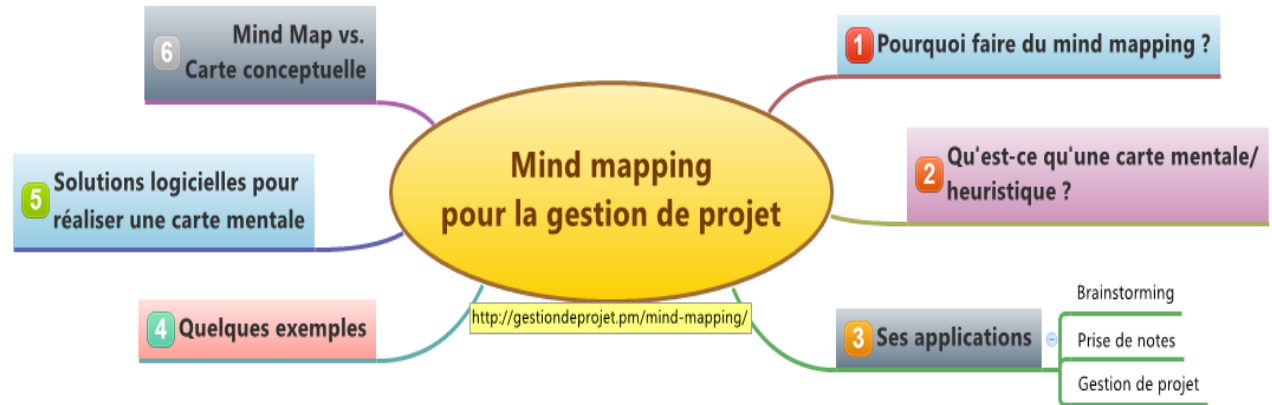 Mind mapping
pour la gestion de projet
http://gestiondeprojet.pm/mind-mapping/
1 Pourquoi faire du mind mapping ?
2 Qu'est-ce qu'une carte mentale/
heuristique ?
3 Ses applications
Brainstorming
Prise de notes
Gestion de projet
4 Quelques exemples
5 Solutions logicielles pour
réaliser une carte mentale
6 Mind Map vs.
Carte conceptuelle